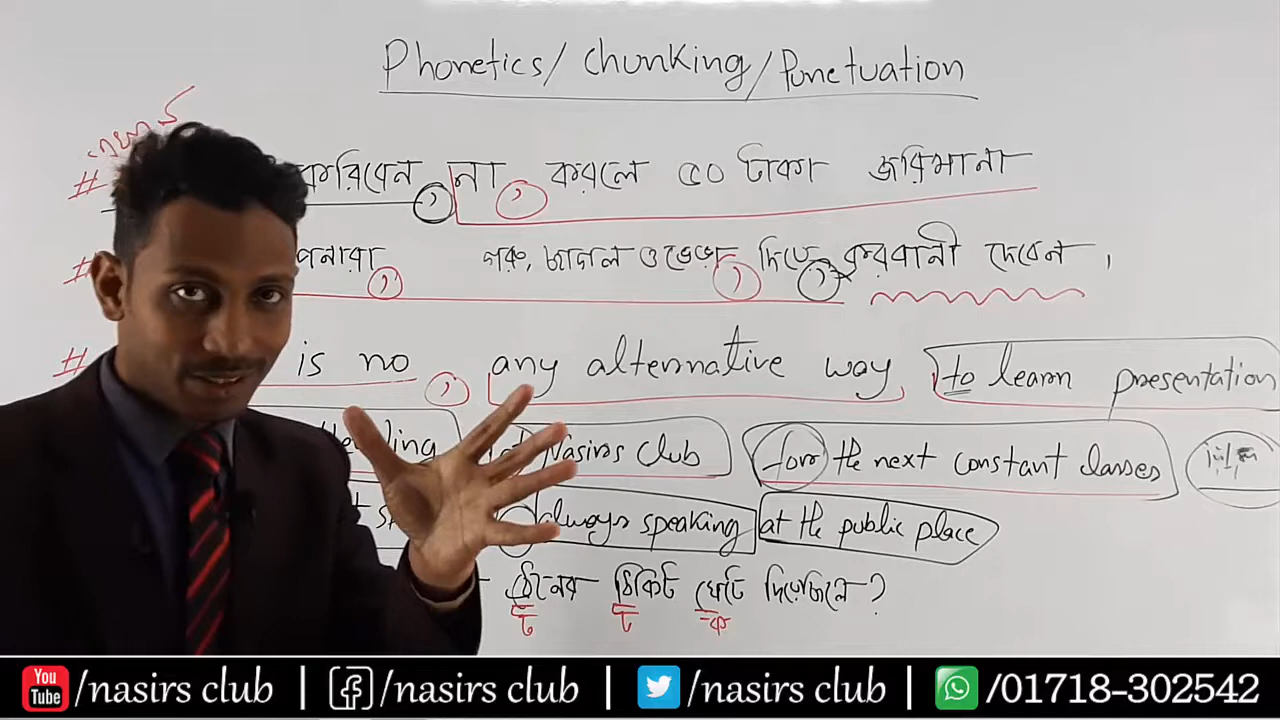 Phonetics/Chunking/Punctuation
# করিবেন, না, করলে ৫০ টাকা জরিমানা
# পনারা, গরু, ছাগল ও ভেড়া, দিয়ে, কুরবানী দেবেন,
# is no, any alternative way to learn presentation
Nasirs Club for the next constant classes
always speaking at the public place
ঠিকিট দিয়েছিলে?
ট ট ক
You Tube /nasirs club | f /nasirs club | /nasirs club | /01718-302542